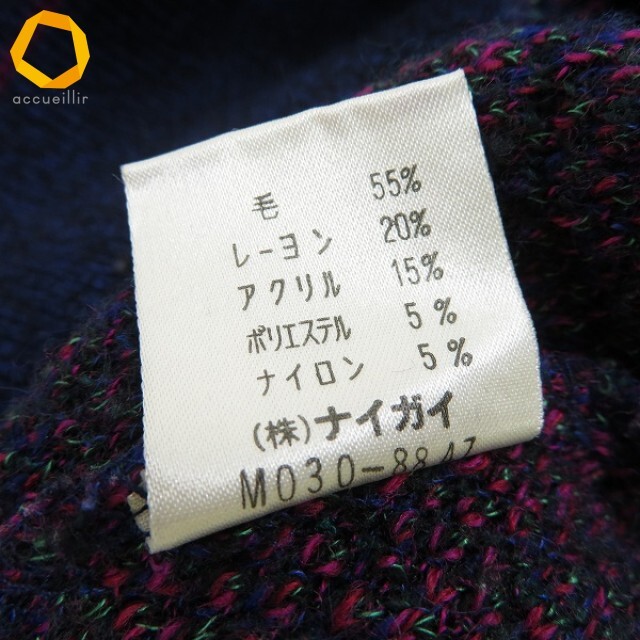 accueillir
毛 55%
レーヨン 20%
アクリル 15%
ポリエステル 5%
ナイロン 5%
(株)ナイガイ
M030-8847